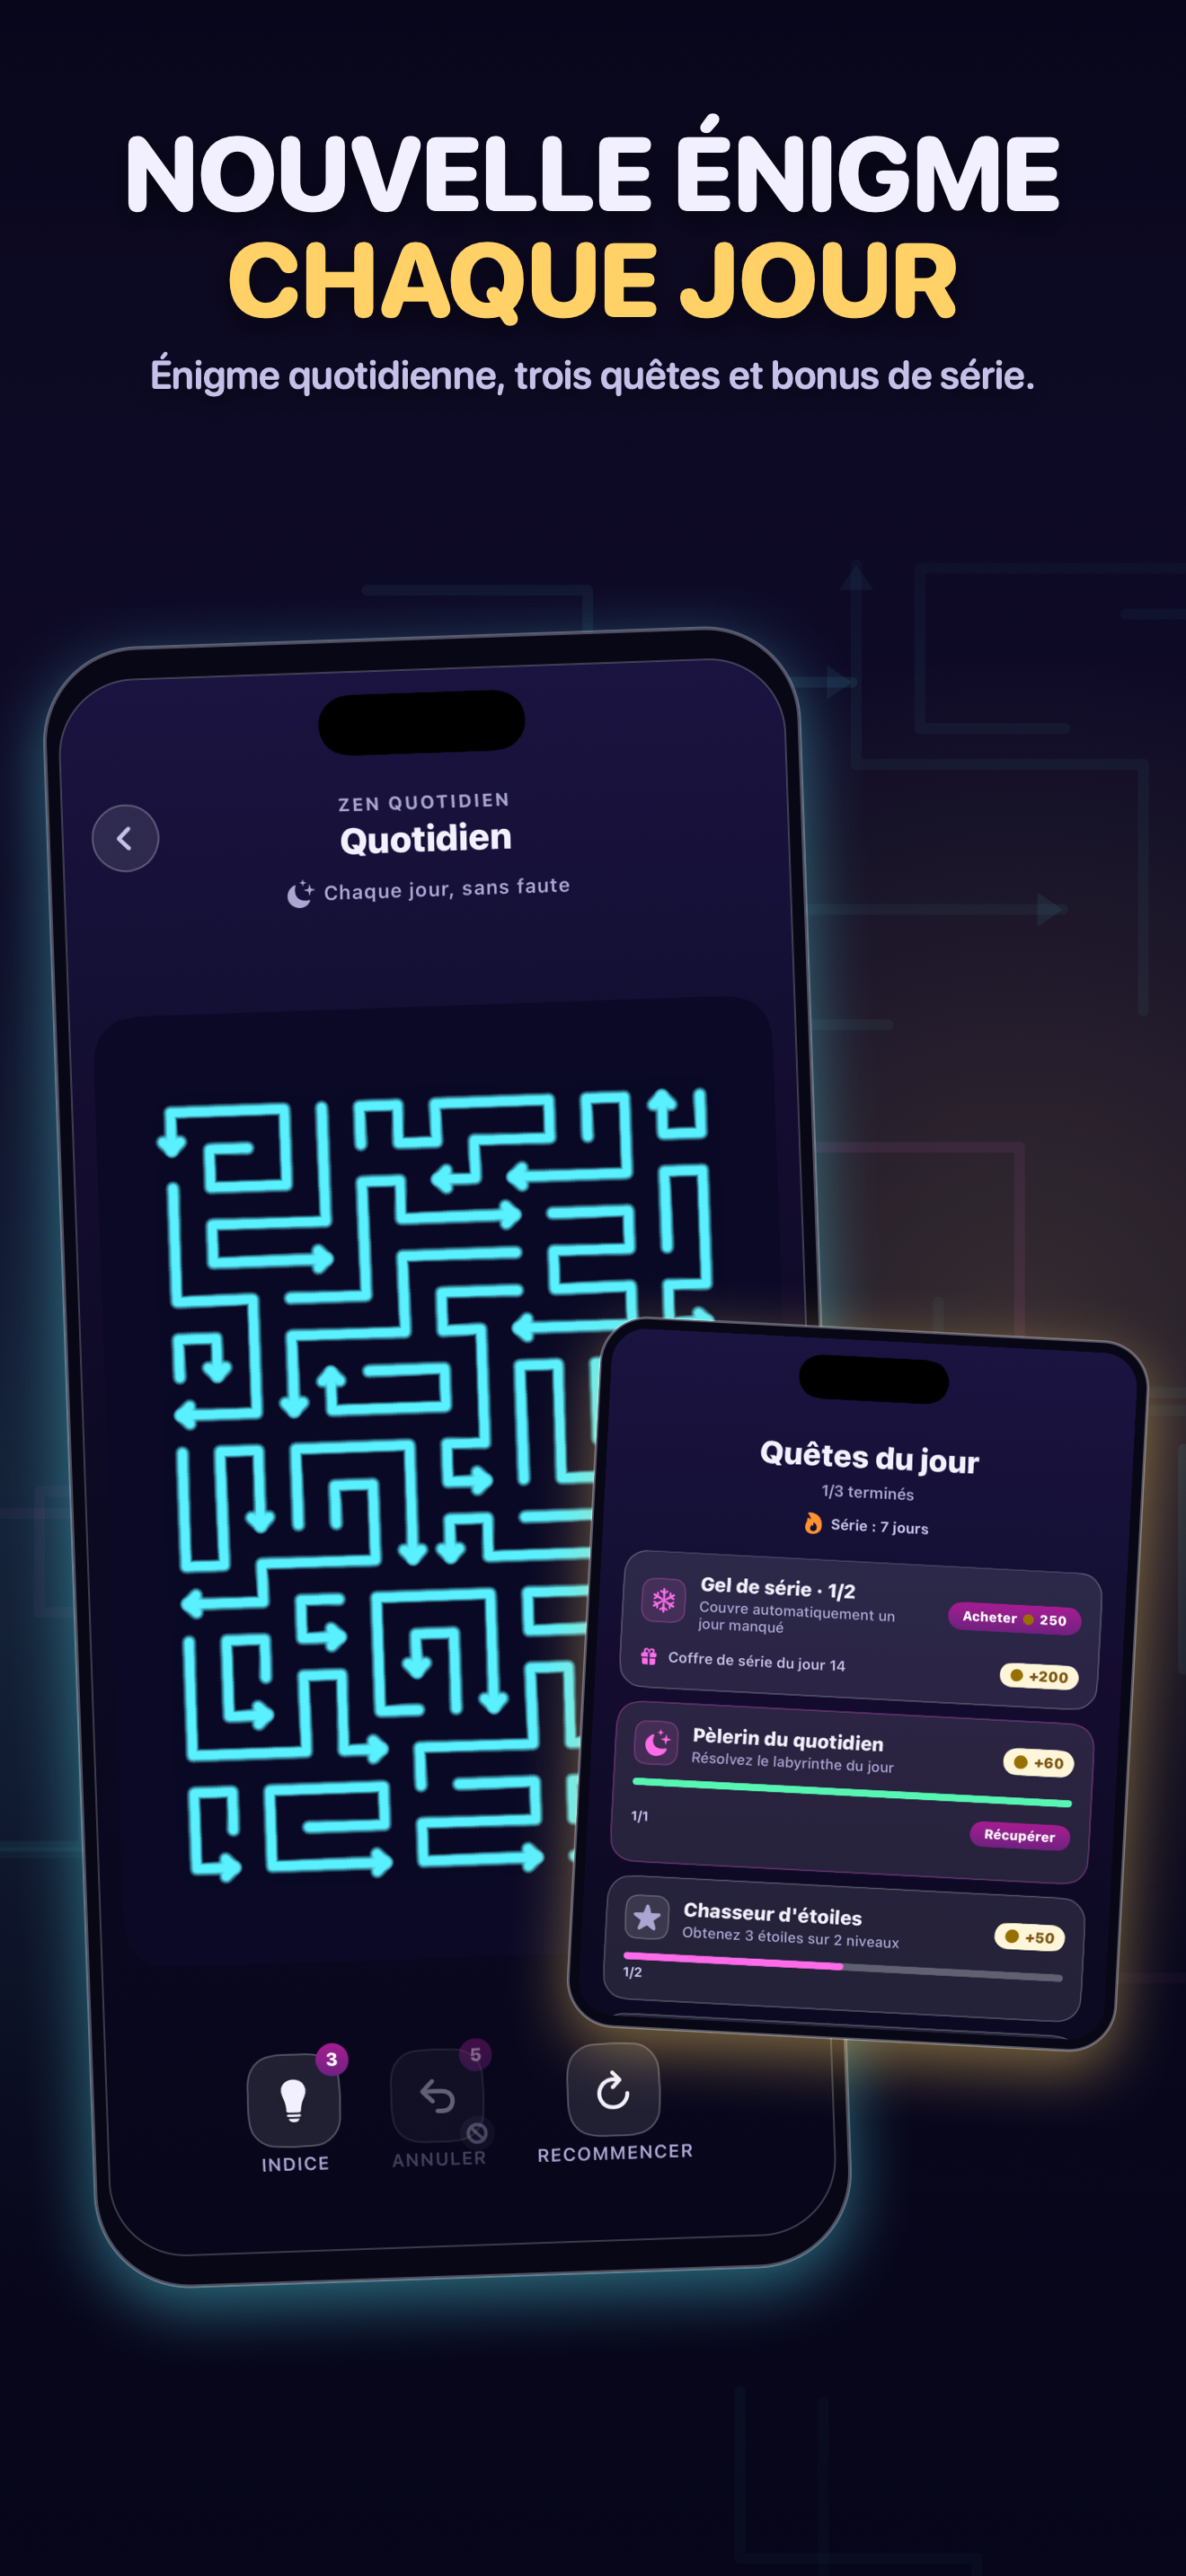 NOUVELLE ÉNIGME
CHAQUE JOUR
Énigme quotidienne, trois quêtes et bonus de série.
ZEN QUOTIDIEN
Quotidien
Chaque jour, sans faute
Quêtes du jour
1/3 terminés
Série : 7 jours
Gel de série · 1/2
Couvre automatiquement un
jour manqué
Acheter 250
Coffre de série du jour 14
+200
Pèlerin du quotidien
Résolvez le labyrinthe du jour
+60
1/1
Récupérer
Chasseur d'étoiles
Obtenez 3 étoiles sur 2 niveaux
+50
1/2
3
5
INDICE
ANNULER
RECOMMENCER